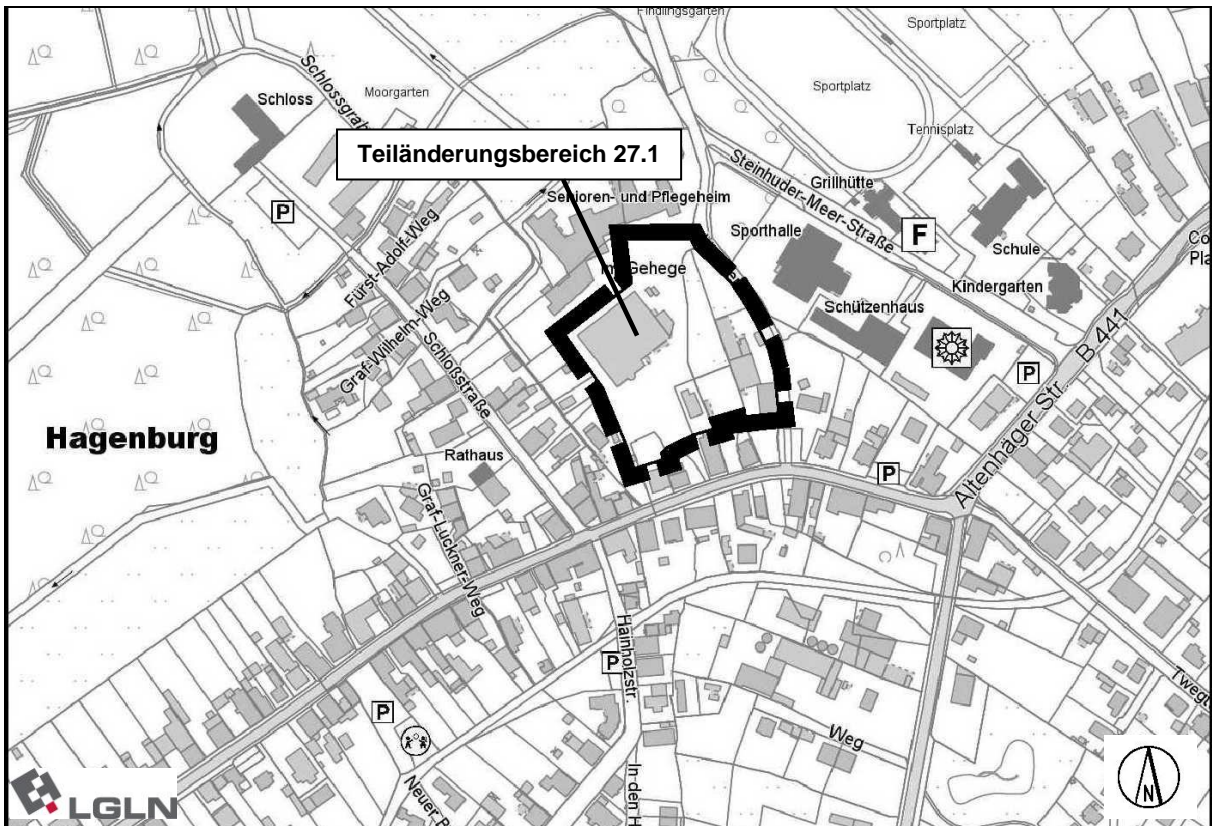 Findlingsgarten
Sportplatz
Schloss
Moorgarten
Sportplatz
Tennisplatz
Teiländerungsbereich 27.1
Steinhuder-Meer-Straße
Grillhütte
Senioren- und Pflegeheim
P
Fürst-Adolf-Weg
Sporthalle
F
Schule
Gehege
Kindergarten
Schützenhaus
Graf-Wilhelm-Weg
Schloßstraße
B 441
P
Altenhäger Str.
Hagenburg
Rathaus
P
Graf-Luckner-Weg
Hainholzstr.
P
P
Weg
Neuer
In den
N
LGLN